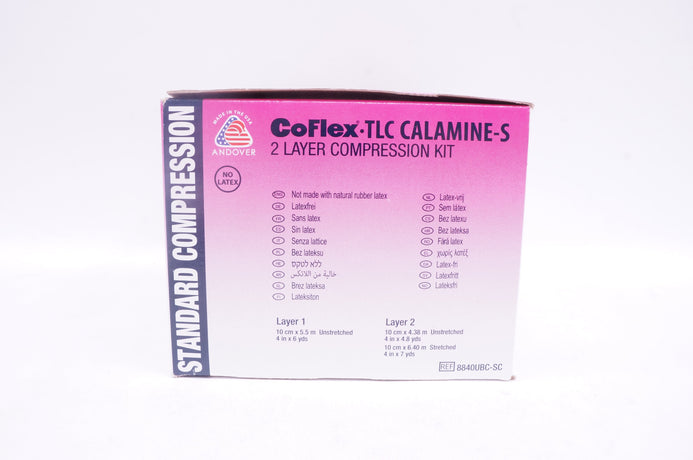 STANDARD COMPRESSION
MADE IN THE USA
ANDOVER
NO
LATEX
CoFlex·TLC CALAMINE-S
2 LAYER COMPRESSION KIT
Not made with natural rubber latex
Latexfrei
Sans latex
Sin latex
Senza lattice
Bez lateksu
ללא לטקס
خالية من اللاتكس
Brez lateksa
Lateksiton
Latex-vrij
Sem látex
Bez latexu
Bez lateksa
Fără latex
χωρίς λατέξ
Latex-fri
Latexfritt
Lateksfri
Layer 1
10 cm x 5.5 m Unstretched
4 in x 6 yds
Layer 2
10 cm x 4.38 m Unstretched
4 in x 4.8 yds
10 cm x 6.40 m Stretched
4 in x 7 yds
REF 8840UBC-SC